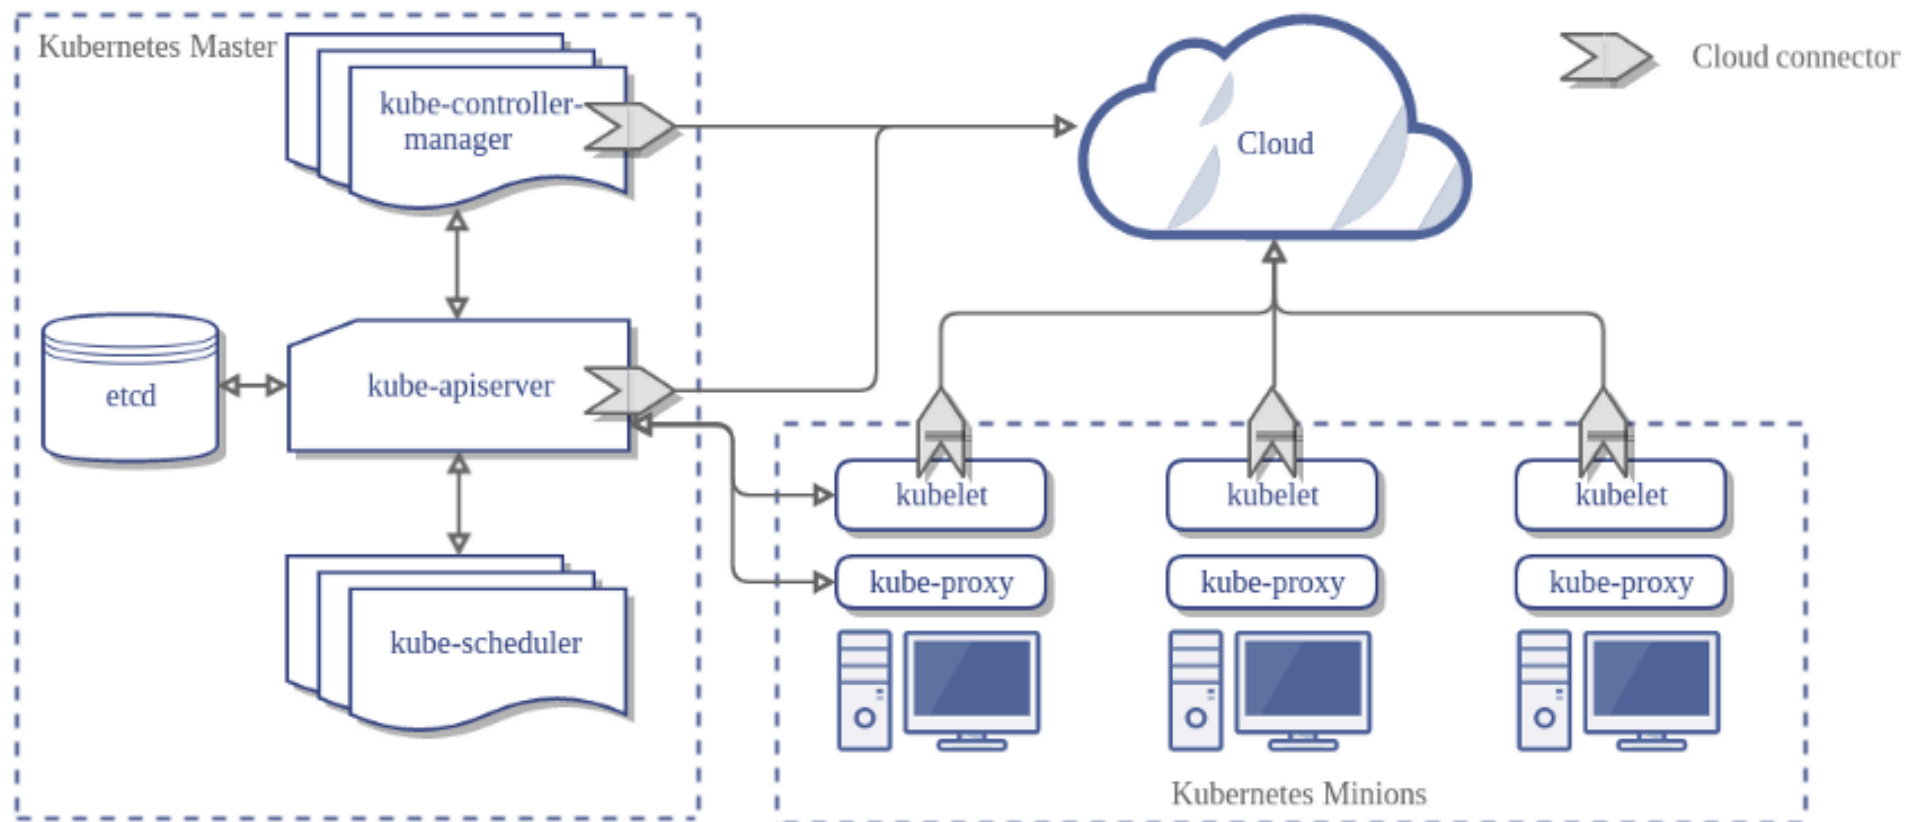 Kubernetes Master
kube-controller-
manager
Cloud
Cloud connector
etcd
kube-apiserver
kubelet
kubelet
kubelet
kube-proxy
kube-proxy
kube-proxy
kube-scheduler
Kubernetes Minions